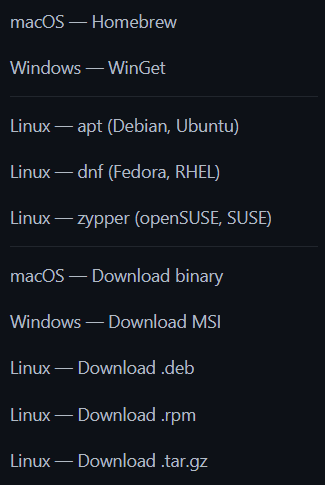 macOS — Homebrew
Windows — WinGet
Linux — apt (Debian, Ubuntu)
Linux — dnf (Fedora, RHEL)
Linux — zypper (openSUSE, SUSE)
macOS — Download binary
Windows — Download MSI
Linux — Download .deb
Linux — Download .rpm
Linux — Download .tar.gz